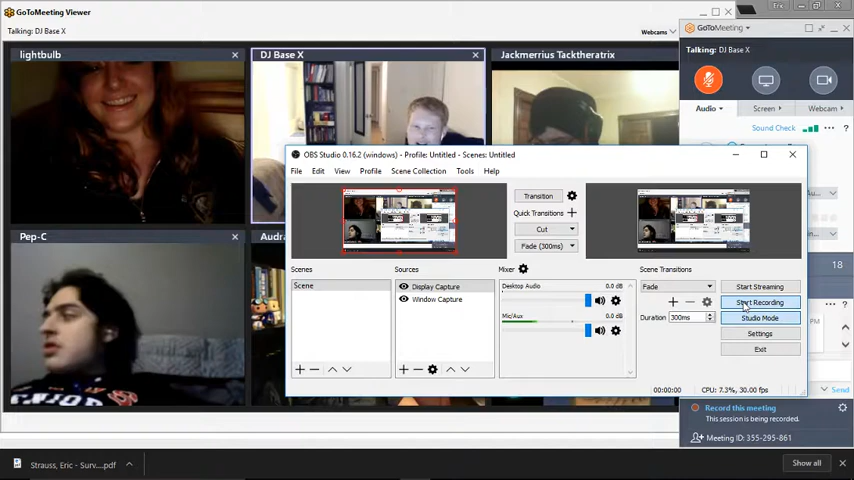 GoToMeeting Viewer
Eric
Talking: DJ Base X
Webcams
GoToMeeting
Talking: DJ Base X
lightbulb
DJ Base X
Jackmerrius Tacktheratrix
Audio
Screen
Webcam
Sound Check
?
OBS Studio 0.16.2 (windows) - Profile: Untitled - Scenes: Untitled
File Edit View Profile Scene Collection Tools Help
Transition
Quick Transitions
Cut
Fade (300ms)
Pep-C
Scenes
Sources
Mixer
Scene Transitions
18
Scene
Display Capture
Window Capture
Desktop Audio 0.0 dB
Mic/Aux 0.0 dB
Fade
Duration 300ms
Start Streaming
Start Recording
Studio Mode
Settings
Exit
PM
?
00:00:00 CPU: 7.3%, 30.00 fps
Send
Record this meeting
This session is being recorded.
Meeting ID: 355-295-861
Strauss, Eric - Surv....pdf
Show all